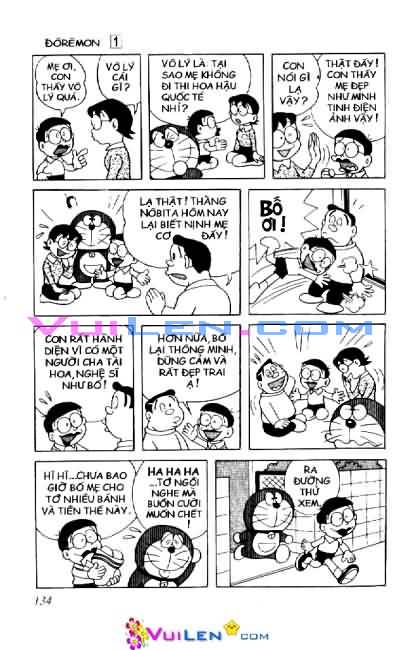 ĐÔRÊMON 1
MẸ ƠI,
CON
THẤY VÔ
LÝ QUÁ.
VÔ LÝ
CÁI
GÌ?
VÔ LÝ LÀ: TẠI
SAO MẸ KHÔNG
ĐI THI HOA HẬU
QUỐC TẾ
NHỈ?
CON
NÓI GÌ
LẠ
VẬY?
THẬT ĐẤY!
CON THẤY
MẸ ĐẸP
NHƯ MINH
TINH ĐIỆN
ẢNH VẬY!
LẠ THẬT! THẰNG
NÔBITA HÔM NAY
LẠI BIẾT NỊNH MẸ
CƠ ĐẤY!
BỐ
ƠI!
VuiLen.com
CON RẤT HÃNH
DIỆN VÌ CÓ MỘT
NGƯỜI CHA TÀI
HOA, NGHỆ SĨ
NHƯ BỐ!
HƠN NỮA, BỐ
LẠI THÔNG MINH,
DŨNG CẢM VÀ
RẤT ĐẸP TRAI
Ạ!
HÌ HÌ...CHƯA BAO
GIỜ BỐ MẸ CHO
TỚ NHIỀU BÁNH
VÀ TIỀN THẾ NÀY.
HA HA HA
...TỚ NGỒI
NGHE MÀ
BUỒN CƯỜI
MUỐN CHẾT!
RA
ĐƯỜNG
THỬ
XEM.
134
VuiLen.com